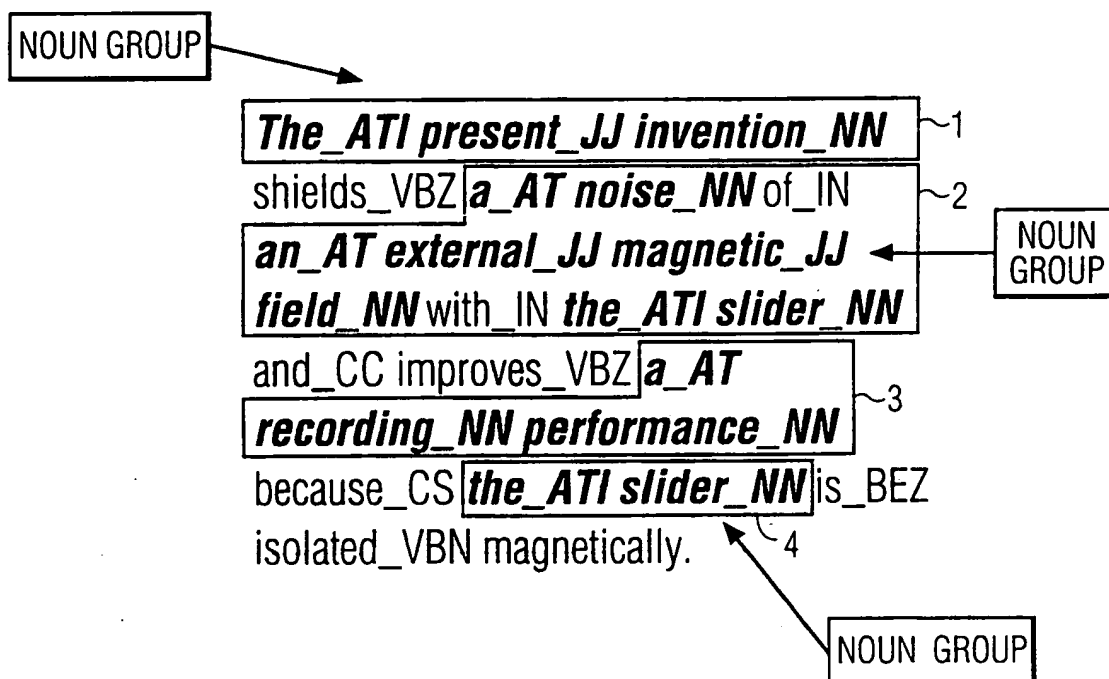 NOUN GROUP
The_ATI present_JJ invention_NN
1
shields_VBZ a_AT noise_NN of_IN
2
an_AT external_JJ magnetic_JJ
NOUN
GROUP
field_NN with_IN the_ATI slider_NN
and_CC improves_VBZ a_AT
3
recording_NN performance_NN
because_CS the_ATI slider_NN is_BEZ
4
isolated_VBN magnetically.
NOUN GROUP